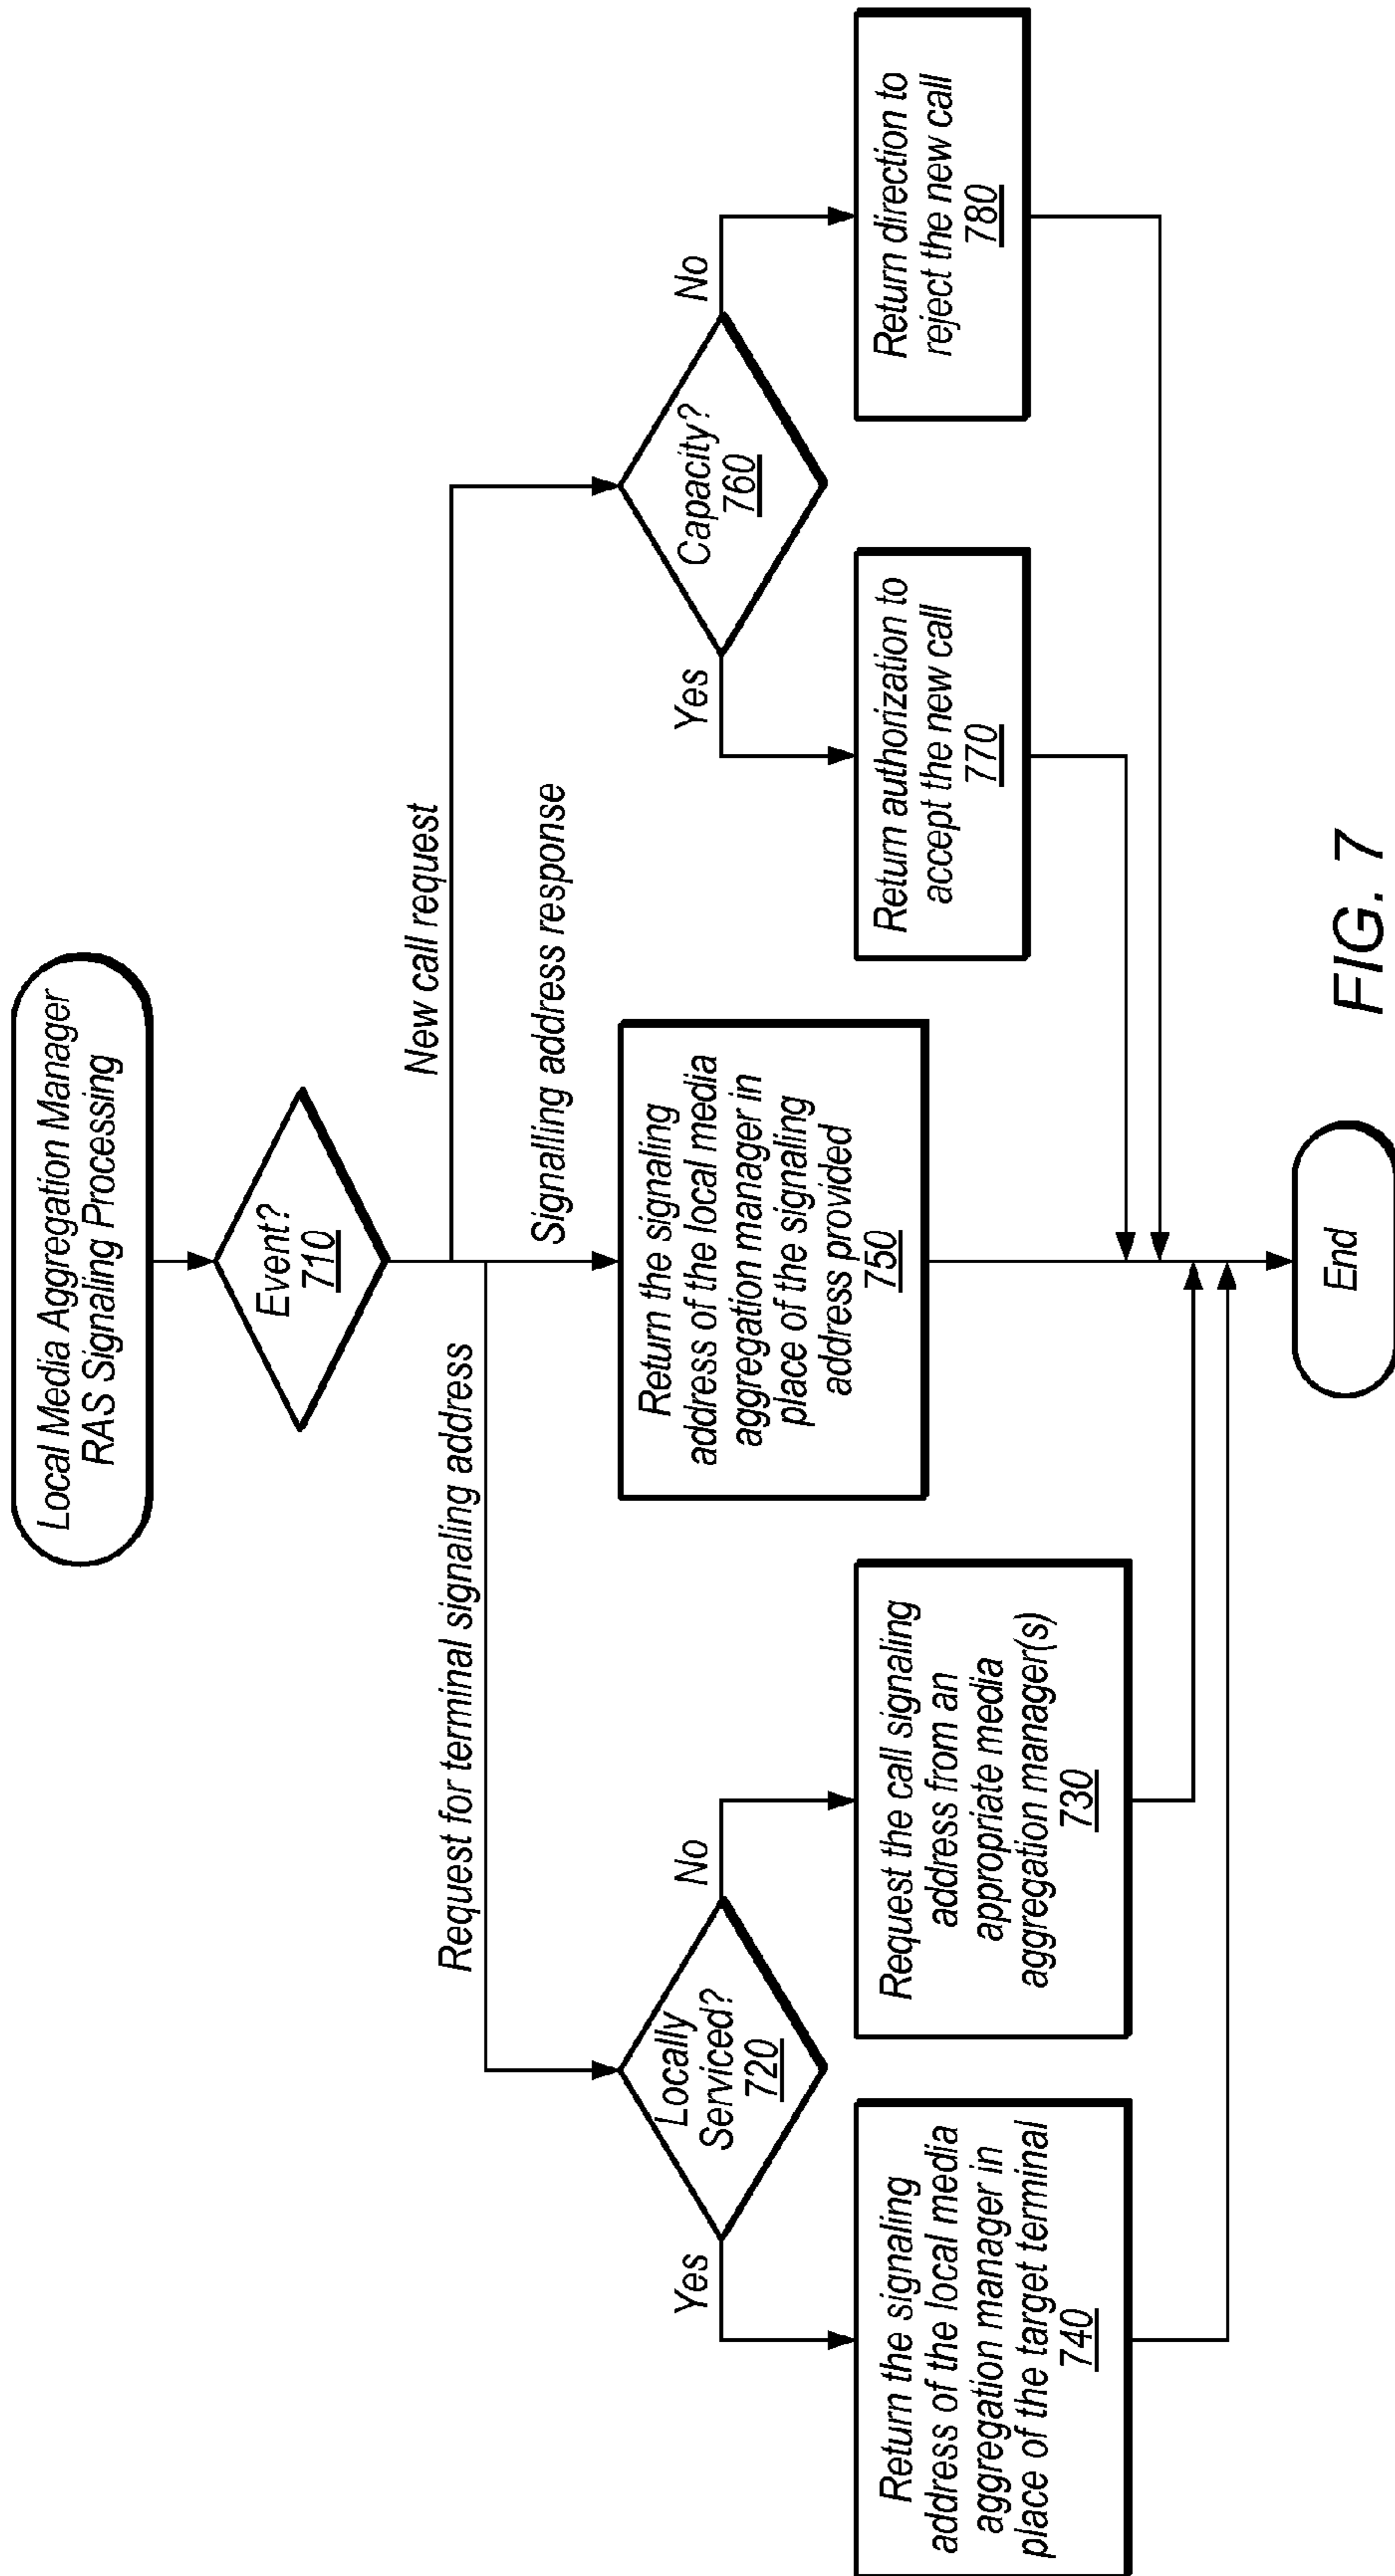 Local Media Aggregation Manager
RAS Signaling Processing
Event?
710
Request for terminal signaling address
Signalling address response
New call request
Locally
Serviced?
720
Yes
No
Return the signaling
address of the local media
aggregation manager in
place of the target terminal
740
Request the call signaling
address from an
appropriate media
aggregation manager(s)
730
Return the signaling
address of the local media
aggregation manager in
place of the signaling
address provided
750
Capacity?
760
Yes
No
Return authorization to
accept the new call
770
Return direction to
reject the new call
780
End
FIG. 7